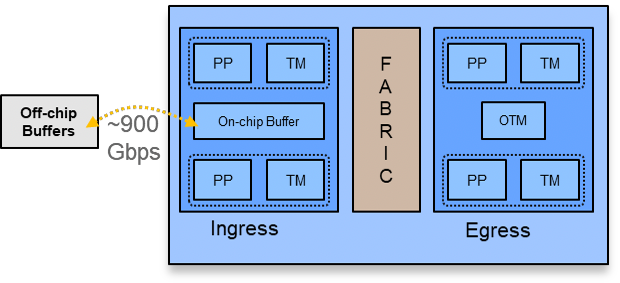 Off-chip
Buffers
~900
Gbps
PP
TM
On-chip Buffer
PP
TM
Ingress
F
A
B
R
I
C
PP
TM
OTM
PP
TM
Egress